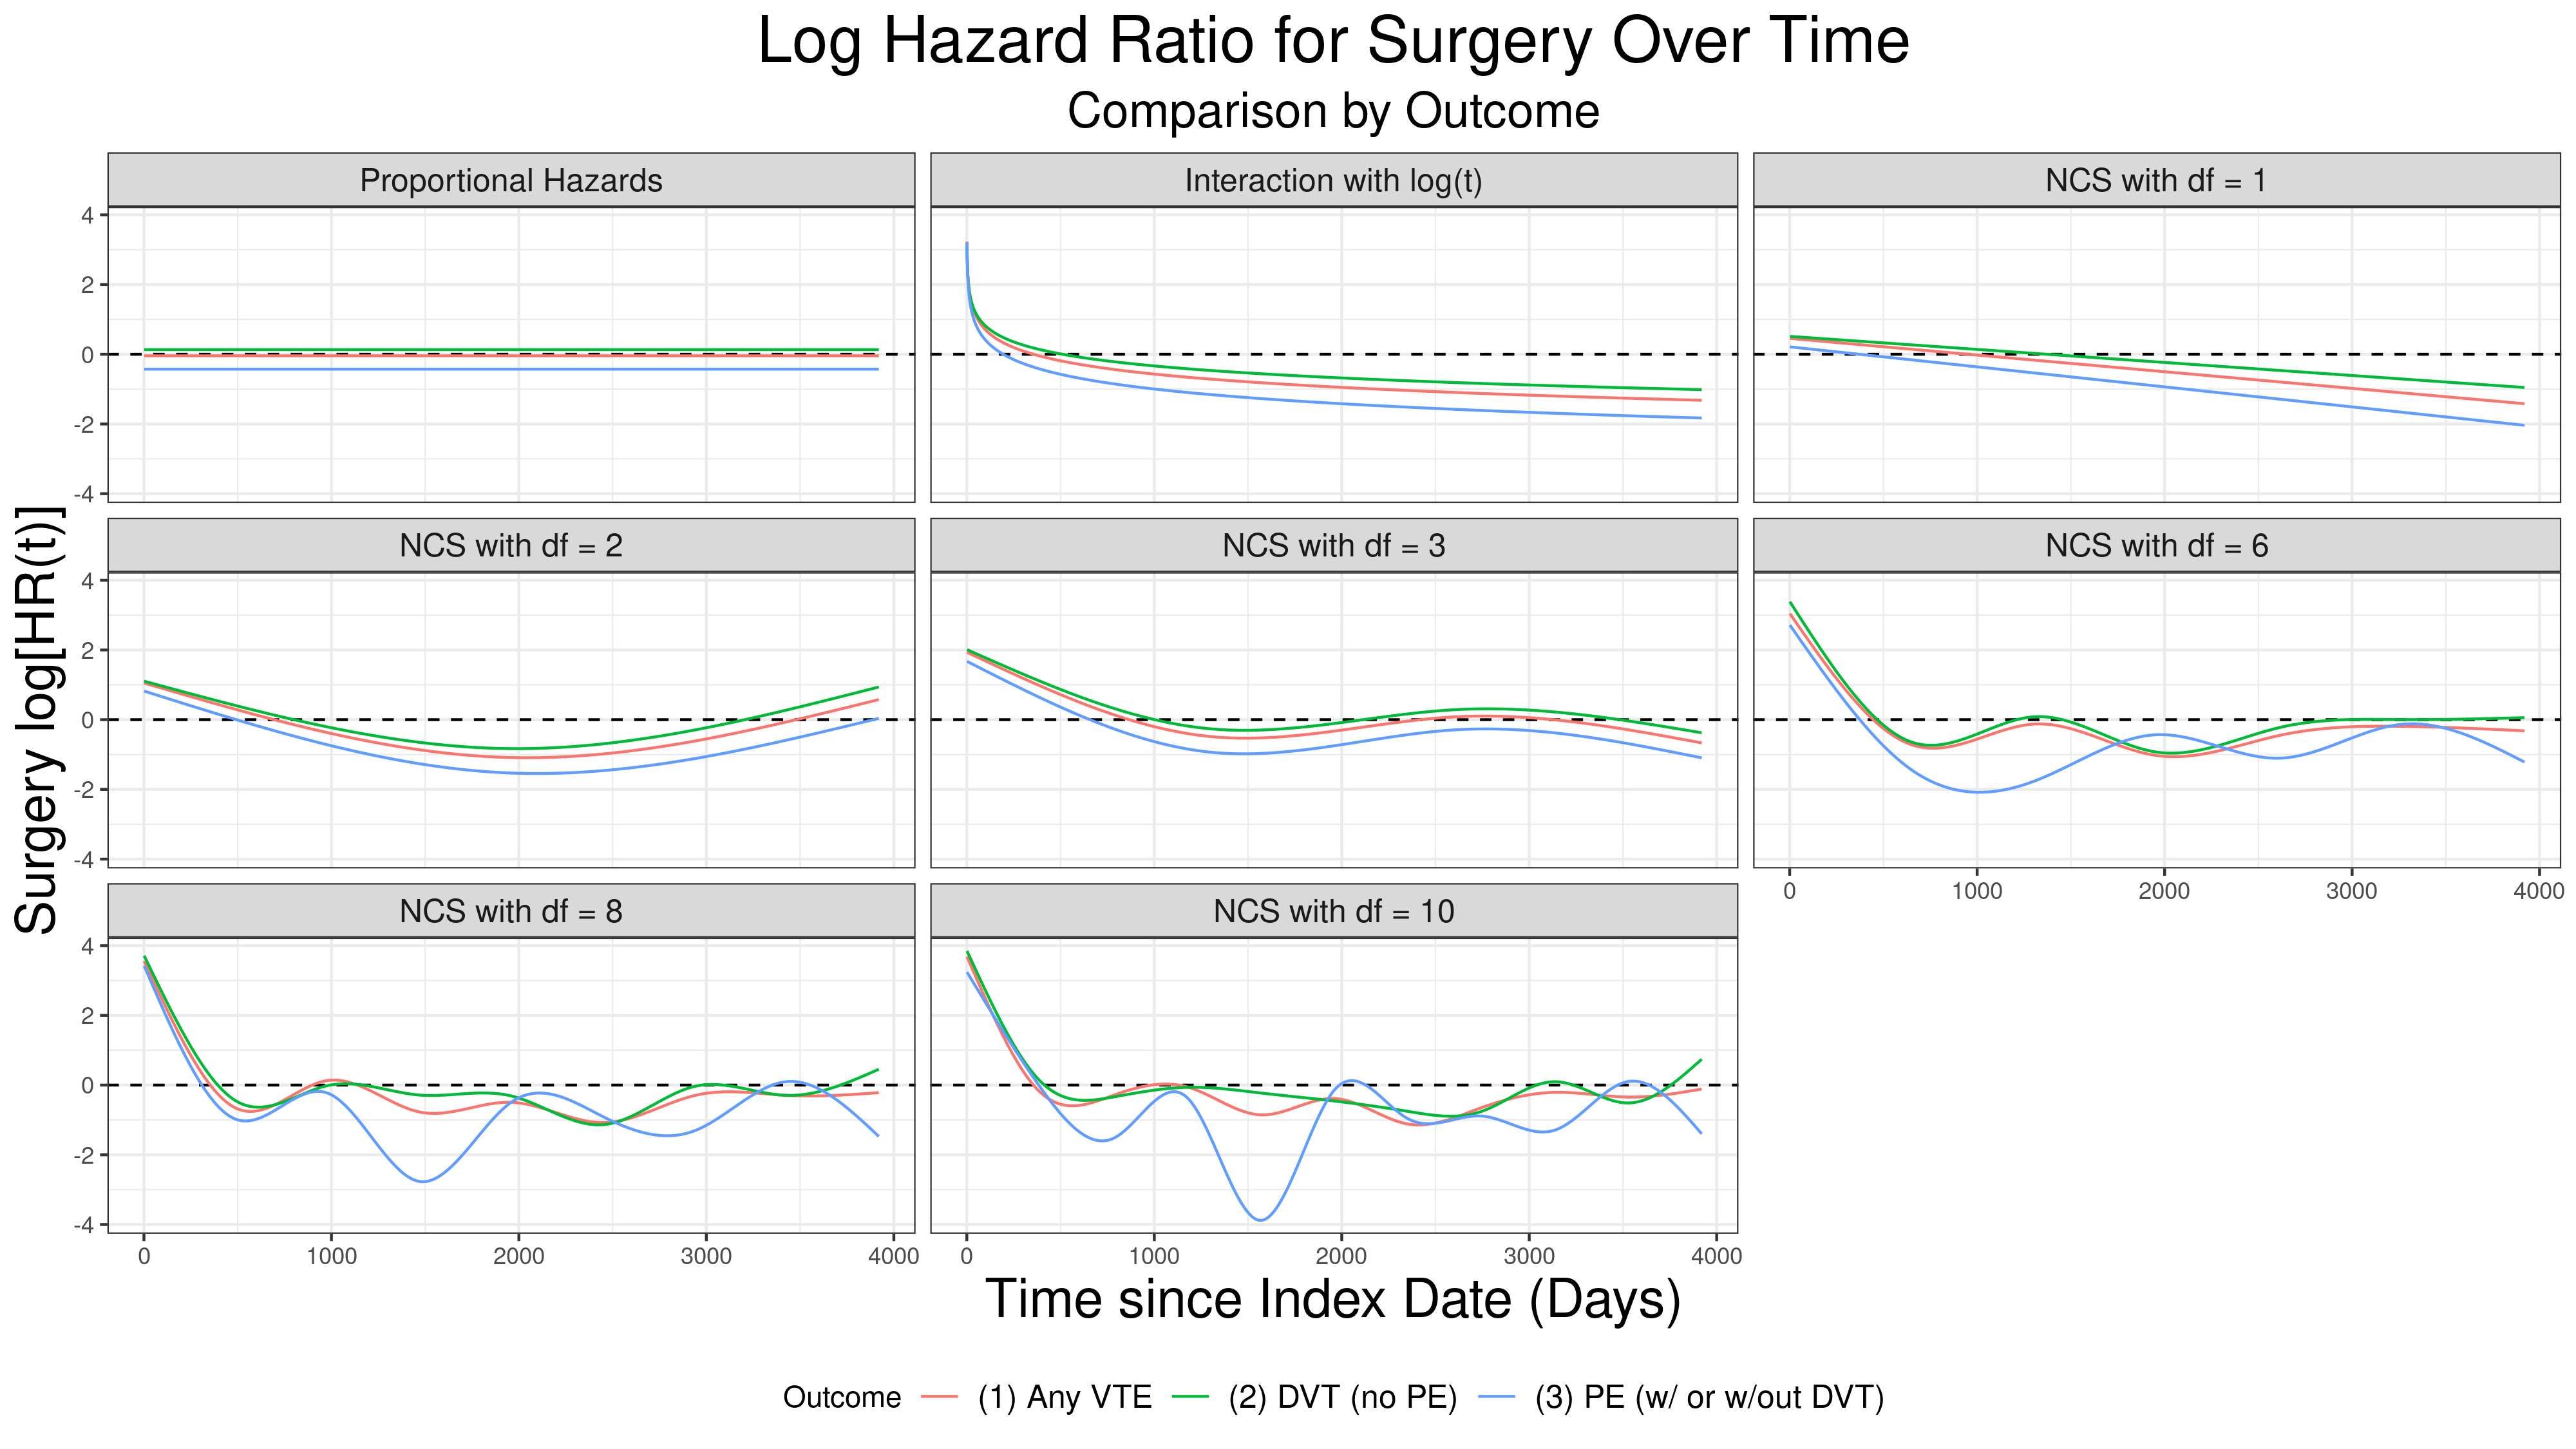 Log Hazard Ratio for Surgery Over Time
Comparison by Outcome
Proportional Hazards
Interaction with log(t)
NCS with df = 1
4
2
0
-2
-4
NCS with df = 2
NCS with df = 3
NCS with df = 6
4
2
0
-2
-4
0 1000 2000 3000 4000
NCS with df = 8
NCS with df = 10
4
2
0
-2
-4
0 1000 2000 3000 4000
0 1000 2000 3000 4000
Surgery log[HR(t)]
Time since Index Date (Days)
Outcome (1) Any VTE (2) DVT (no PE) (3) PE (w/ or w/out DVT)